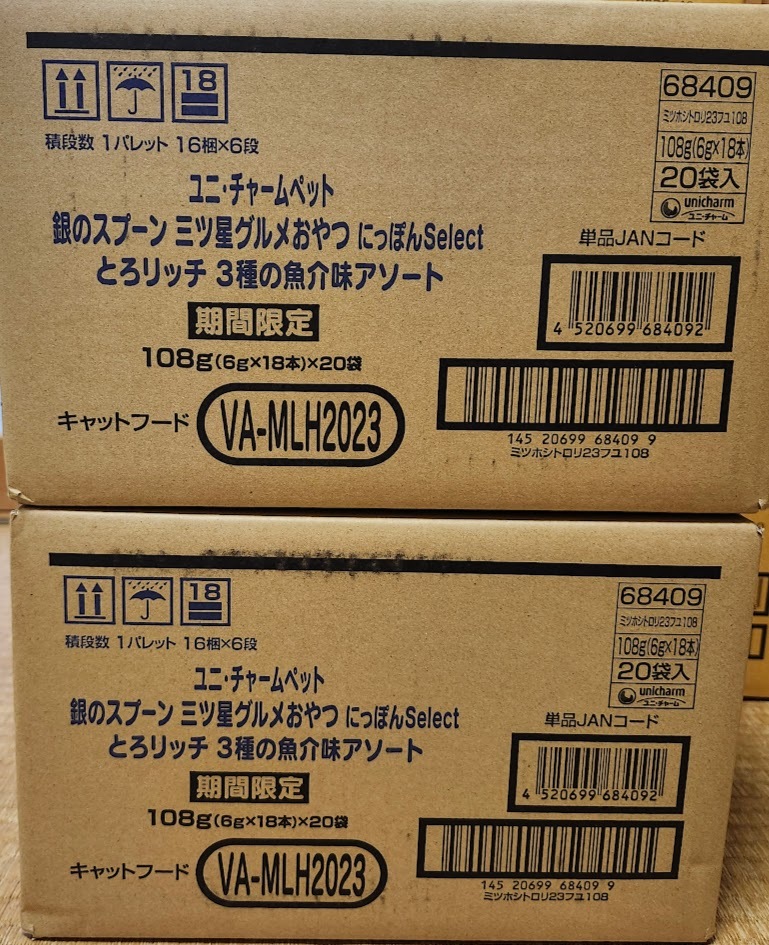 18
積段数 1パレット 16梱×6段
ユニ・チャームペット
銀のスプーン 三ツ星グルメおやつ にっぽんSelect
とろリッチ 3種の魚介味アソート
期間限定
108g(6g×18本)×20袋
キャットフード VA-MLH2023
68409
ミツホシトロリ23フユ108
108g(6g×18本)
20袋入
unicharm
ユニ・チャーム
単品JANコード
4 520699 684092
145 20699 68409 9
ミツホシトロリ23フユ108
18
積段数 1パレット 16梱×6段
ユニ・チャームペット
銀のスプーン 三ツ星グルメおやつ にっぽんSelect
とろリッチ 3種の魚介味アソート
期間限定
108g(6g×18本)×20袋
キャットフード VA-MLH2023
68409
ミツホシトロリ23フユ108
108g(6g×18本)
20袋入
unicharm
ユニ・チャーム
単品JANコード
4 520699 684092
145 20699 68409 9
ミツホシトロリ23フユ108